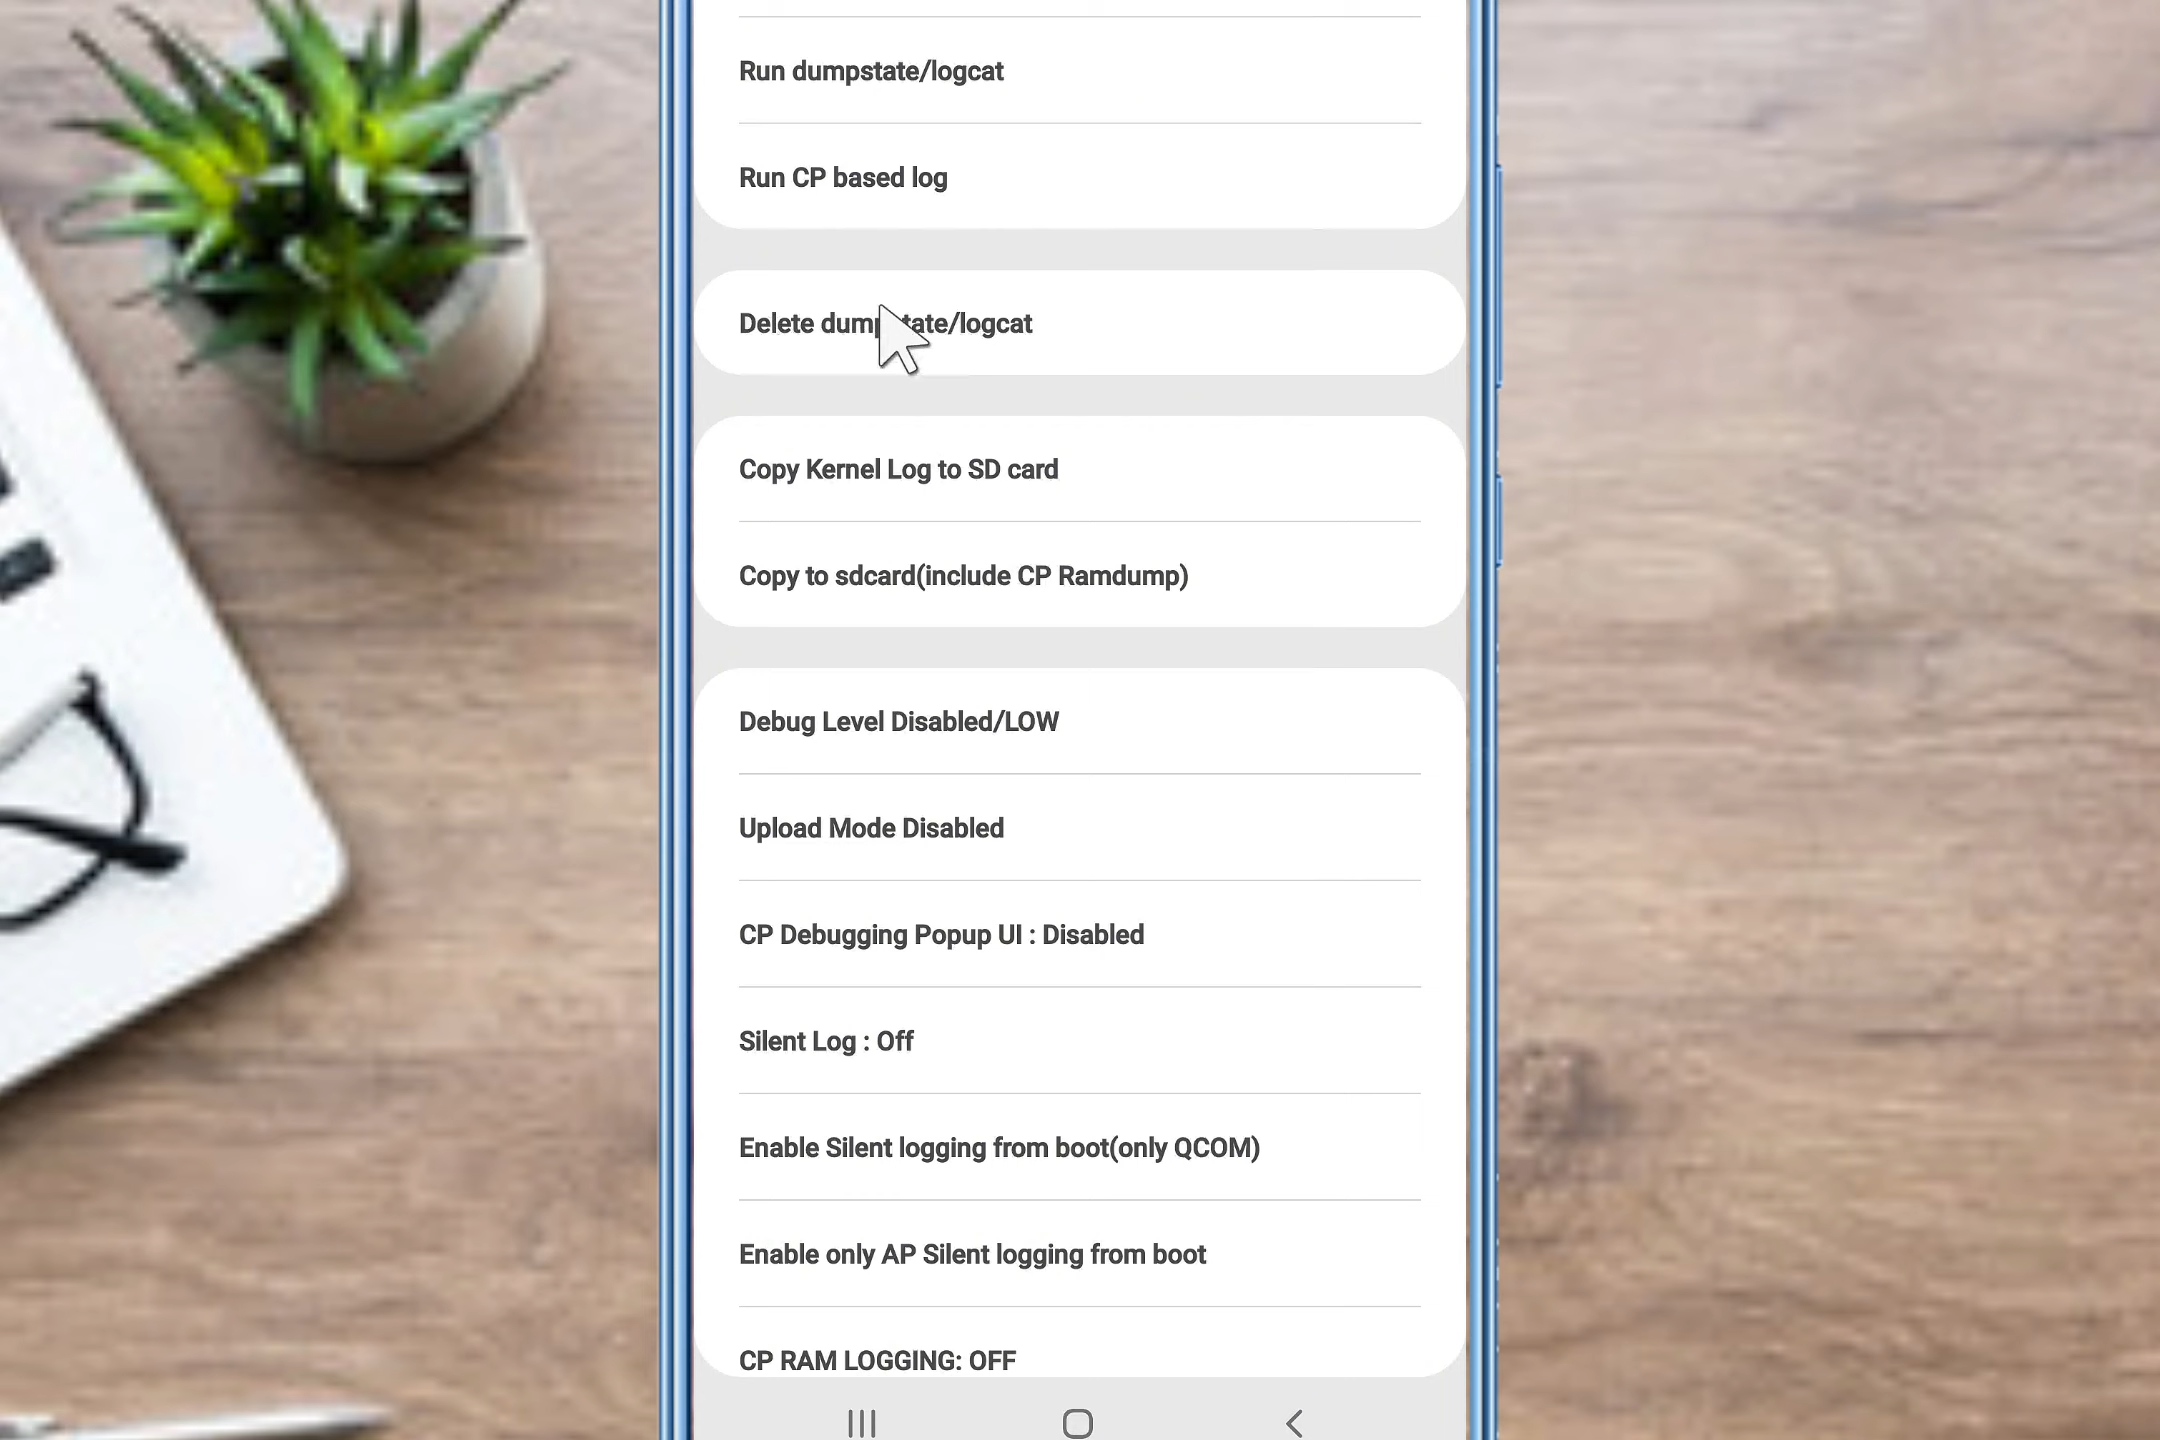 Run dumpstate/logcat
Run CP based log
Delete dumpstate/logcat
Copy Kernel Log to SD card
Copy to sdcard(include CP Ramdump)
Debug Level Disabled/LOW
Upload Mode Disabled
CP Debugging Popup UI : Disabled
Silent Log : Off
Enable Silent logging from boot(only QCOM)
Enable only AP Silent logging from boot
CP RAM LOGGING: OFF